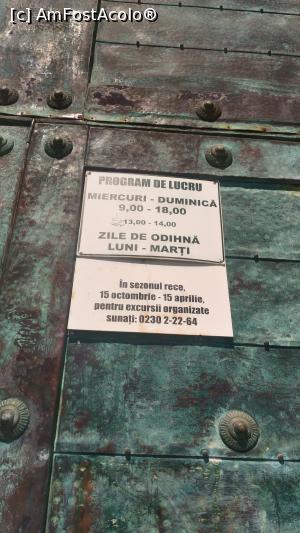 [c] AmFostAcolo®
PROGRAM DE LUCRU
MIERCURI - DUMINICĂ
9,00 - 18,00
13,00 - 14,00
ZILE DE ODIHNĂ
LUNI - MARȚI
În sezonul rece,
15 octombrie - 15 aprilie,
pentru excursii organizate
sunați: 0230 2-22-64